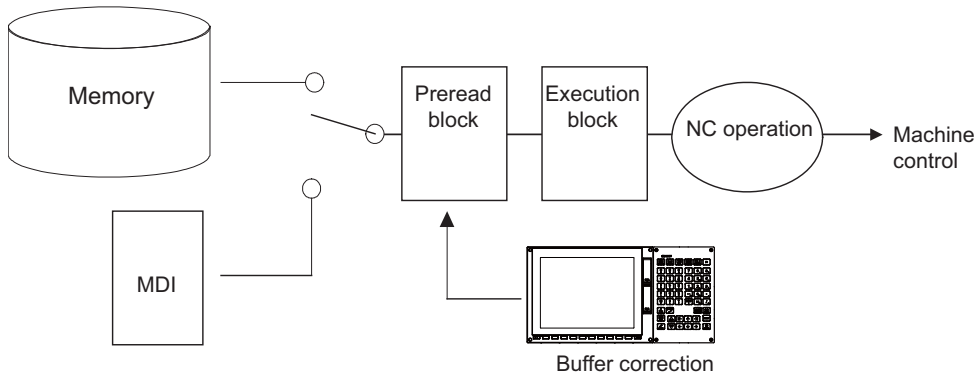 Memory
Preread
block
Execution
block
NC operation
Machine
control
MDI
Buffer correction